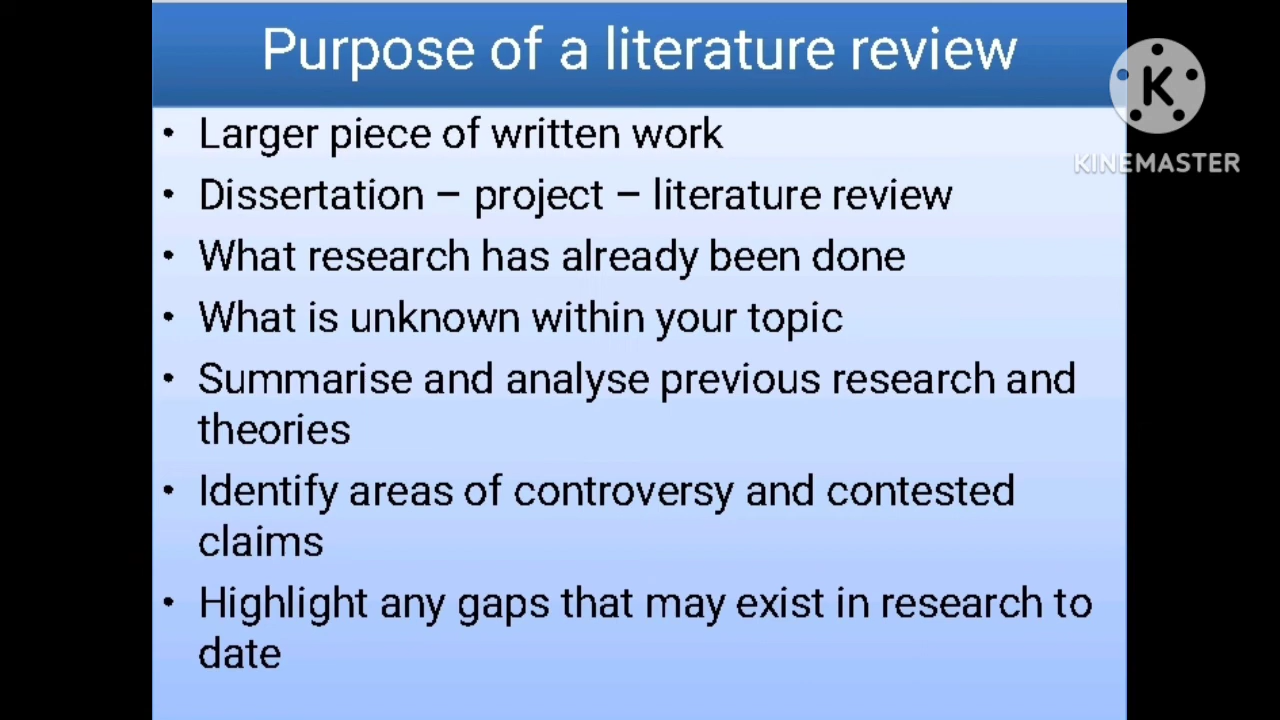 Purpose of a literature review
K
KINEMASTER
• Larger piece of written work
• Dissertation – project – literature review
• What research has already been done
• What is unknown within your topic
• Summarise and analyse previous research and
theories
• Identify areas of controversy and contested
claims
• Highlight any gaps that may exist in research to
date